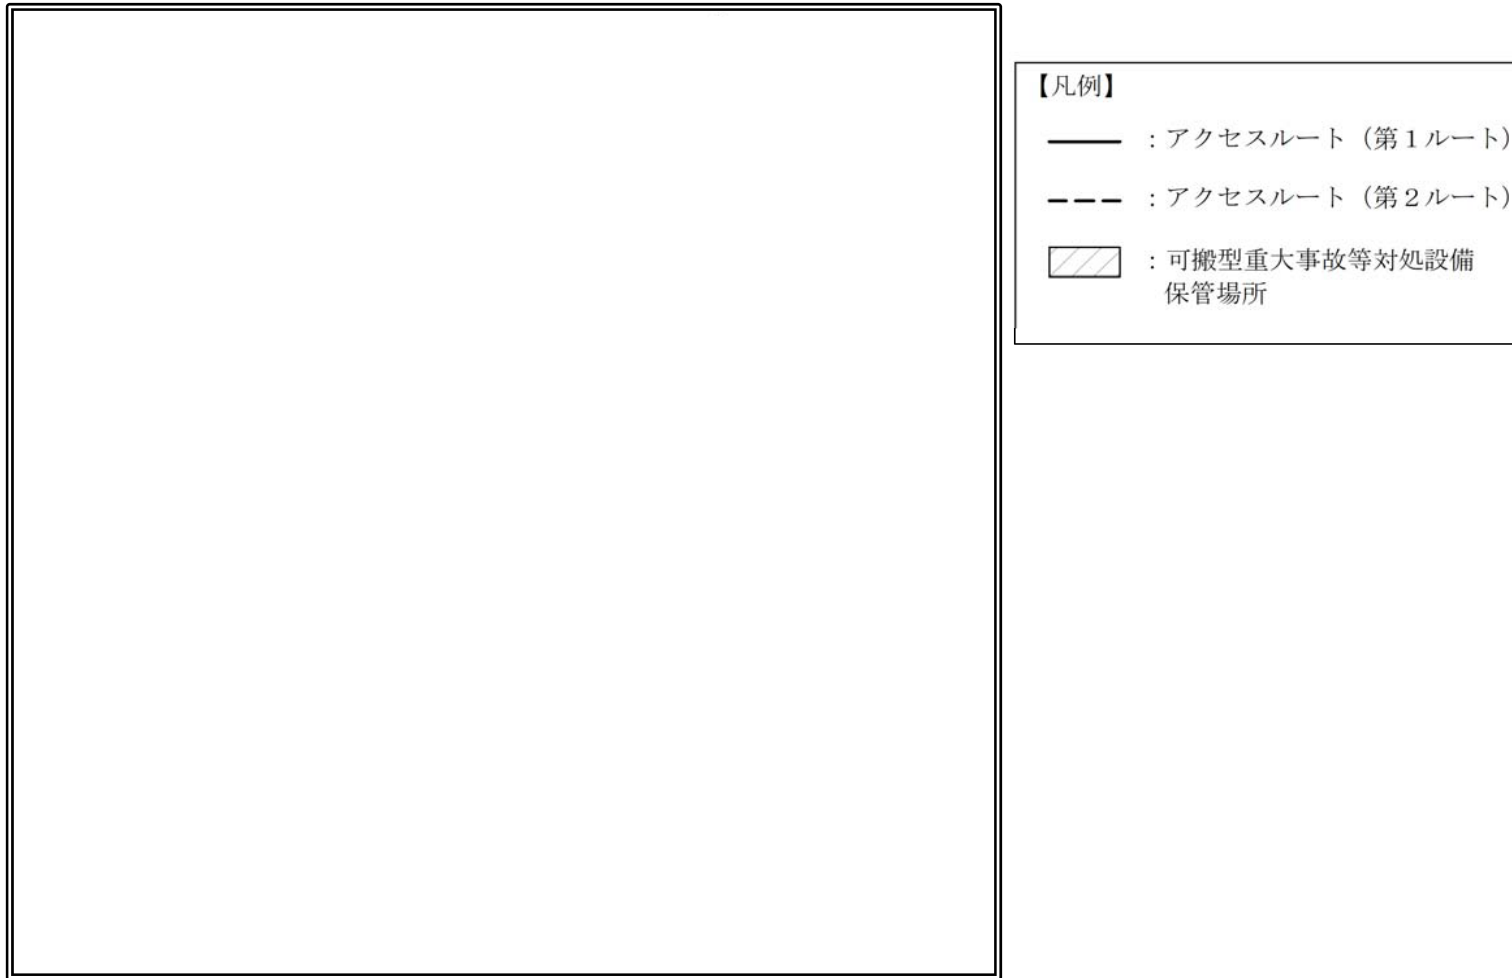 【凡例】
：アクセスルート（第１ルート）
：アクセスルート（第２ルート）
：可搬型重大事故等対処設備
保管場所